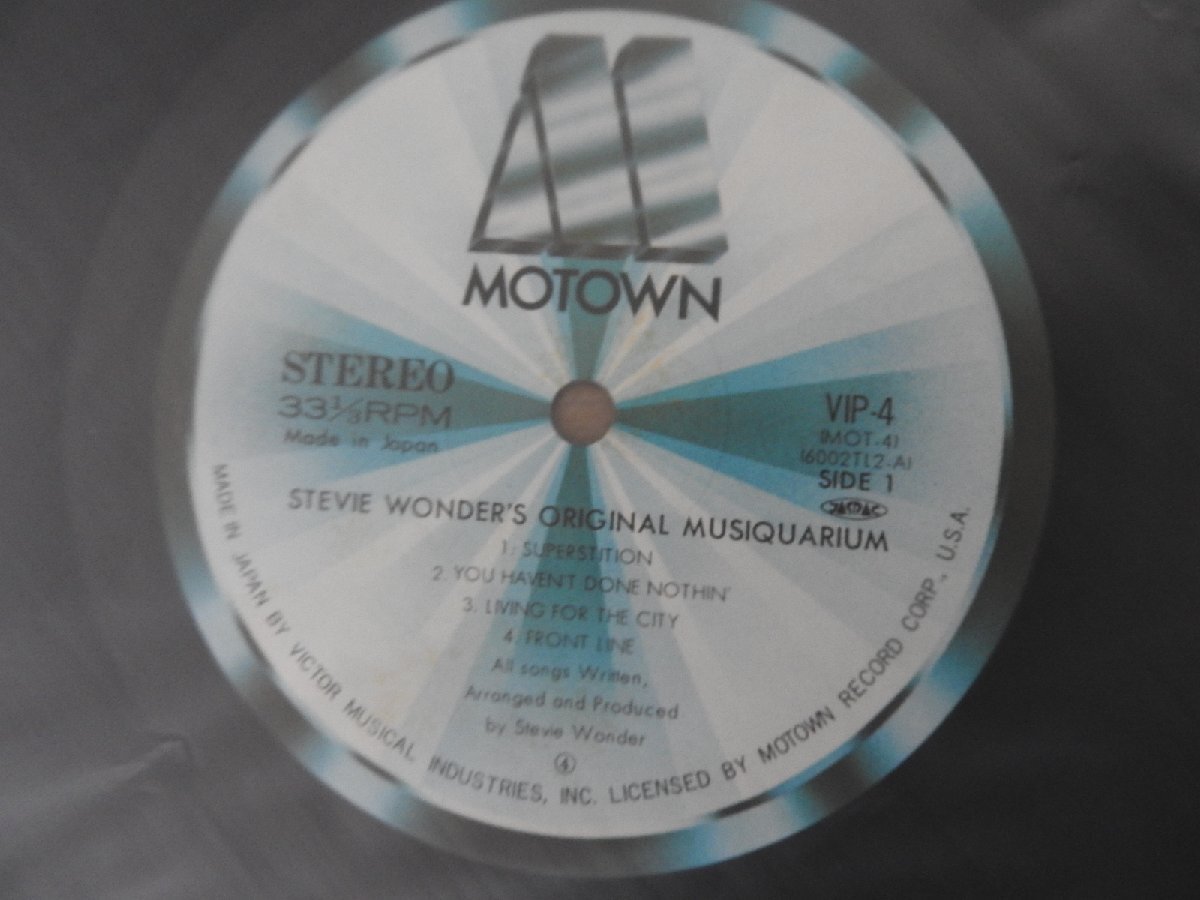 MOTOWN
STEREO
33⅓RPM
Made in Japan
VIP-4
(MOT-4)
(6002TL2-A)
SIDE 1
JASRAC
STEVIE WONDER'S ORIGINAL MUSIQUARIUM
1. SUPERSTITION
2. YOU HAVEN'T DONE NOTHIN'
3. LIVING FOR THE CITY
4. FRONT LINE
All songs Written,
Arranged and Produced
by Stevie Wonder
④
MADE IN JAPAN BY VICTOR MUSICAL INDUSTRIES, INC. LICENSED BY MOTOWN RECORD CORP., U.S.A.